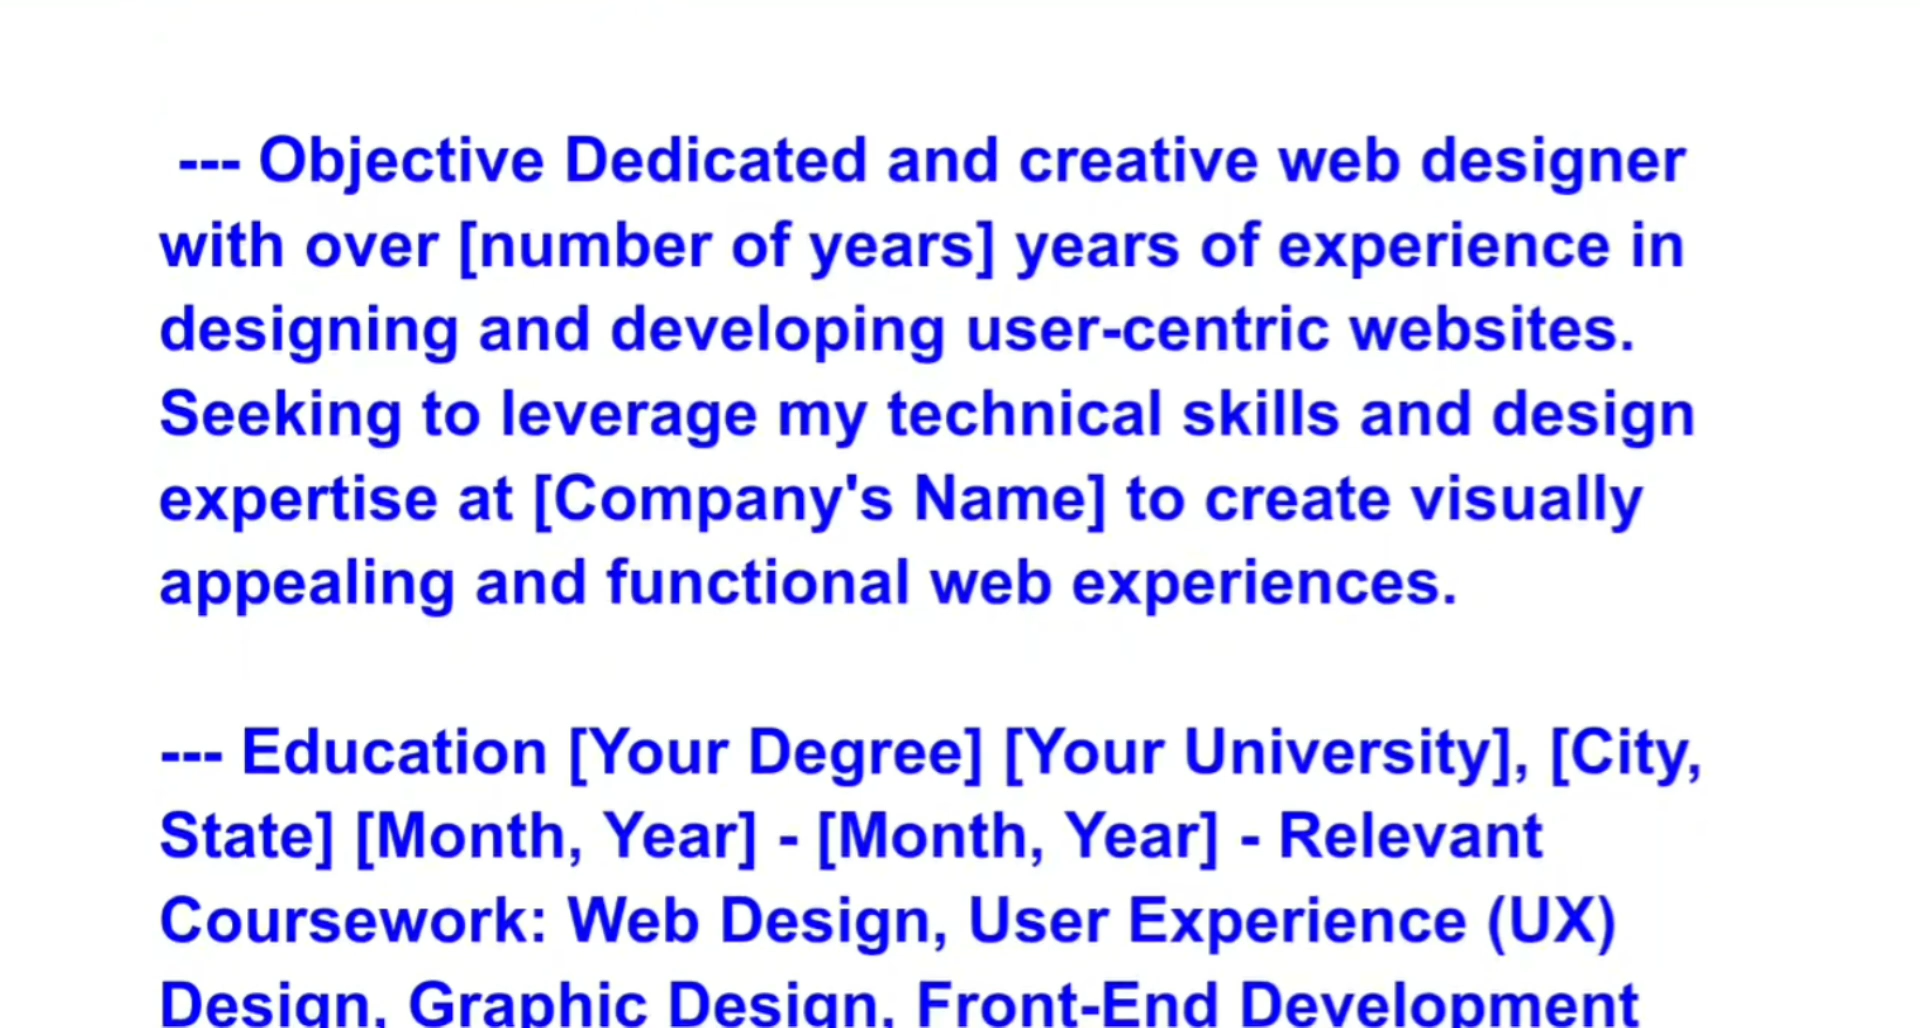 --- Objective Dedicated and creative web designer
with over [number of years] years of experience in
designing and developing user-centric websites.
Seeking to leverage my technical skills and design
expertise at [Company's Name] to create visually
appealing and functional web experiences.
--- Education [Your Degree] [Your University], [City,
State] [Month, Year] - [Month, Year] - Relevant
Coursework: Web Design, User Experience (UX)
Design, Graphic Design, Front-End Development